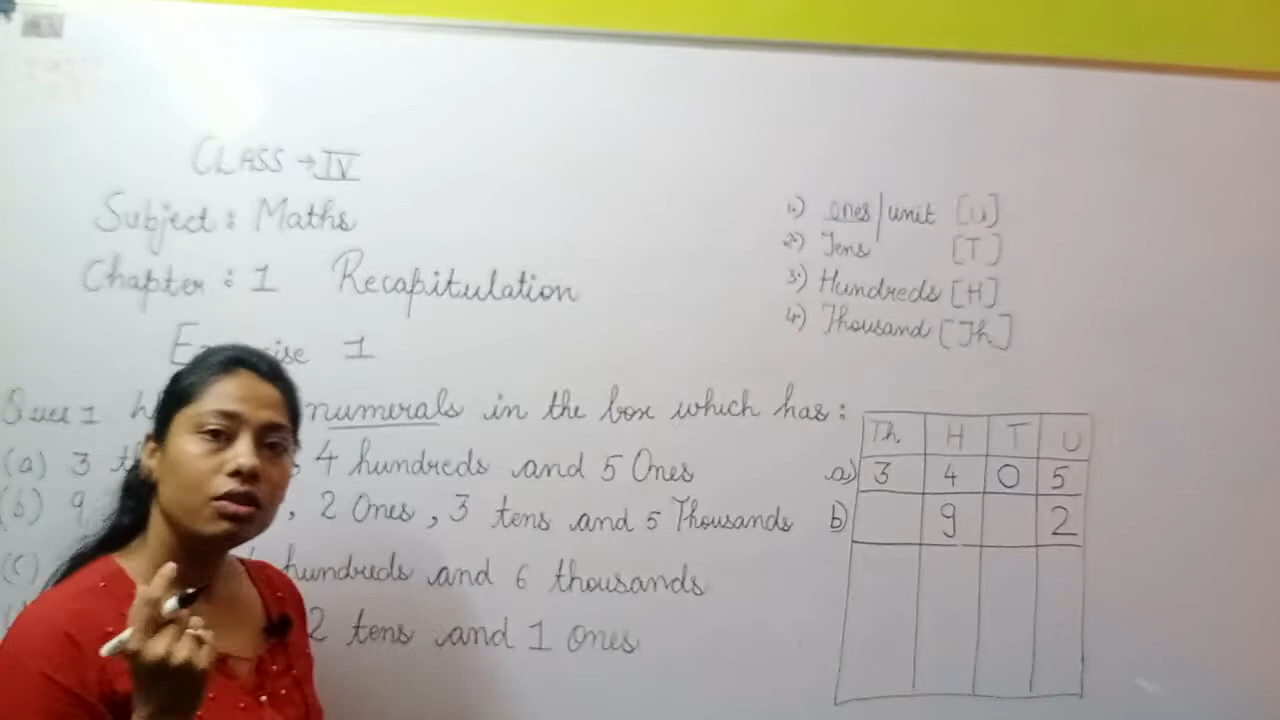 CLASS → IV
Subject : Maths
Chapter : 1 Recapitulation
Exercise 1
1.) ones/unit [U]
2.) Tens [T]
3.) Hundreds [H]
4.) Thousand [Th]
Ques 1 numerals in the box which has :
(a) 3 4 hundreds and 5 Ones
(b) 9 , 2 Ones , 3 tens and 5 Thousands
(c) hundreds and 6 thousands
2 tens and 1 ones
Th. H T U
a) 3 4 0 5
b) 9 2